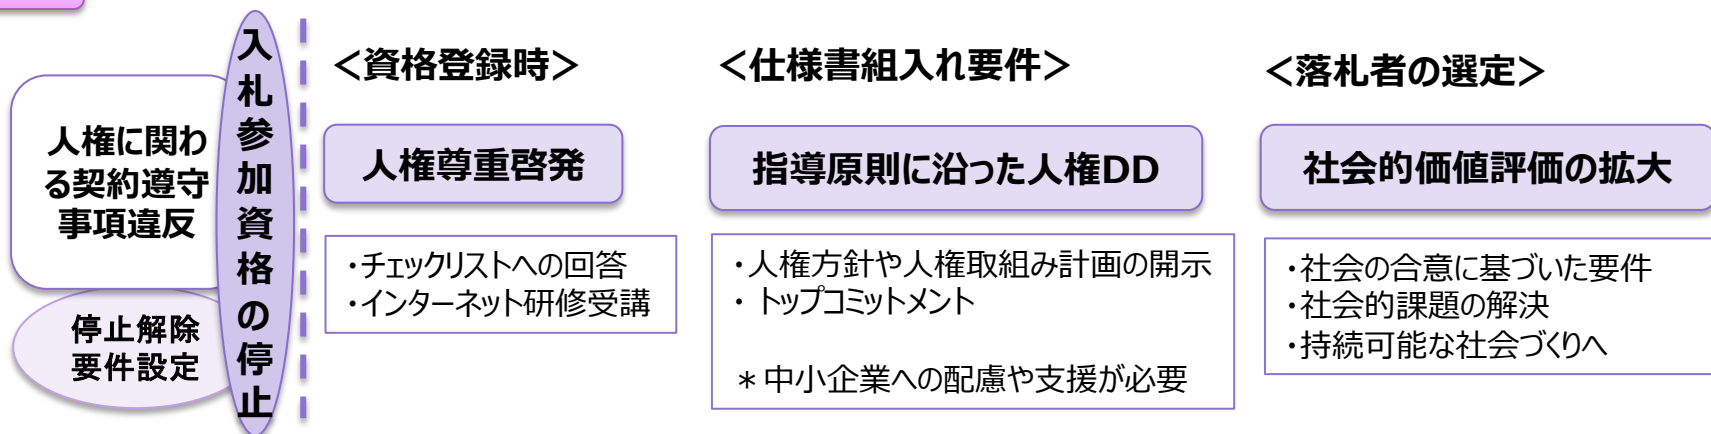 人権に関わ
る契約遵守
事項違反
停止解除
要件設定
入札参加資格の停止
＜資格登録時＞
人権尊重啓発
・チェックリストへの回答
・インターネット研修受講
＜仕様書組入れ要件＞
指導原則に沿った人権DD
・人権方針や人権取組み計画の開示
・ トップコミットメント
＊中小企業への配慮や支援が必要
＜落札者の選定＞
社会的価値評価の拡大
・社会の合意に基づいた要件
・社会的課題の解決
・持続可能な社会づくりへ